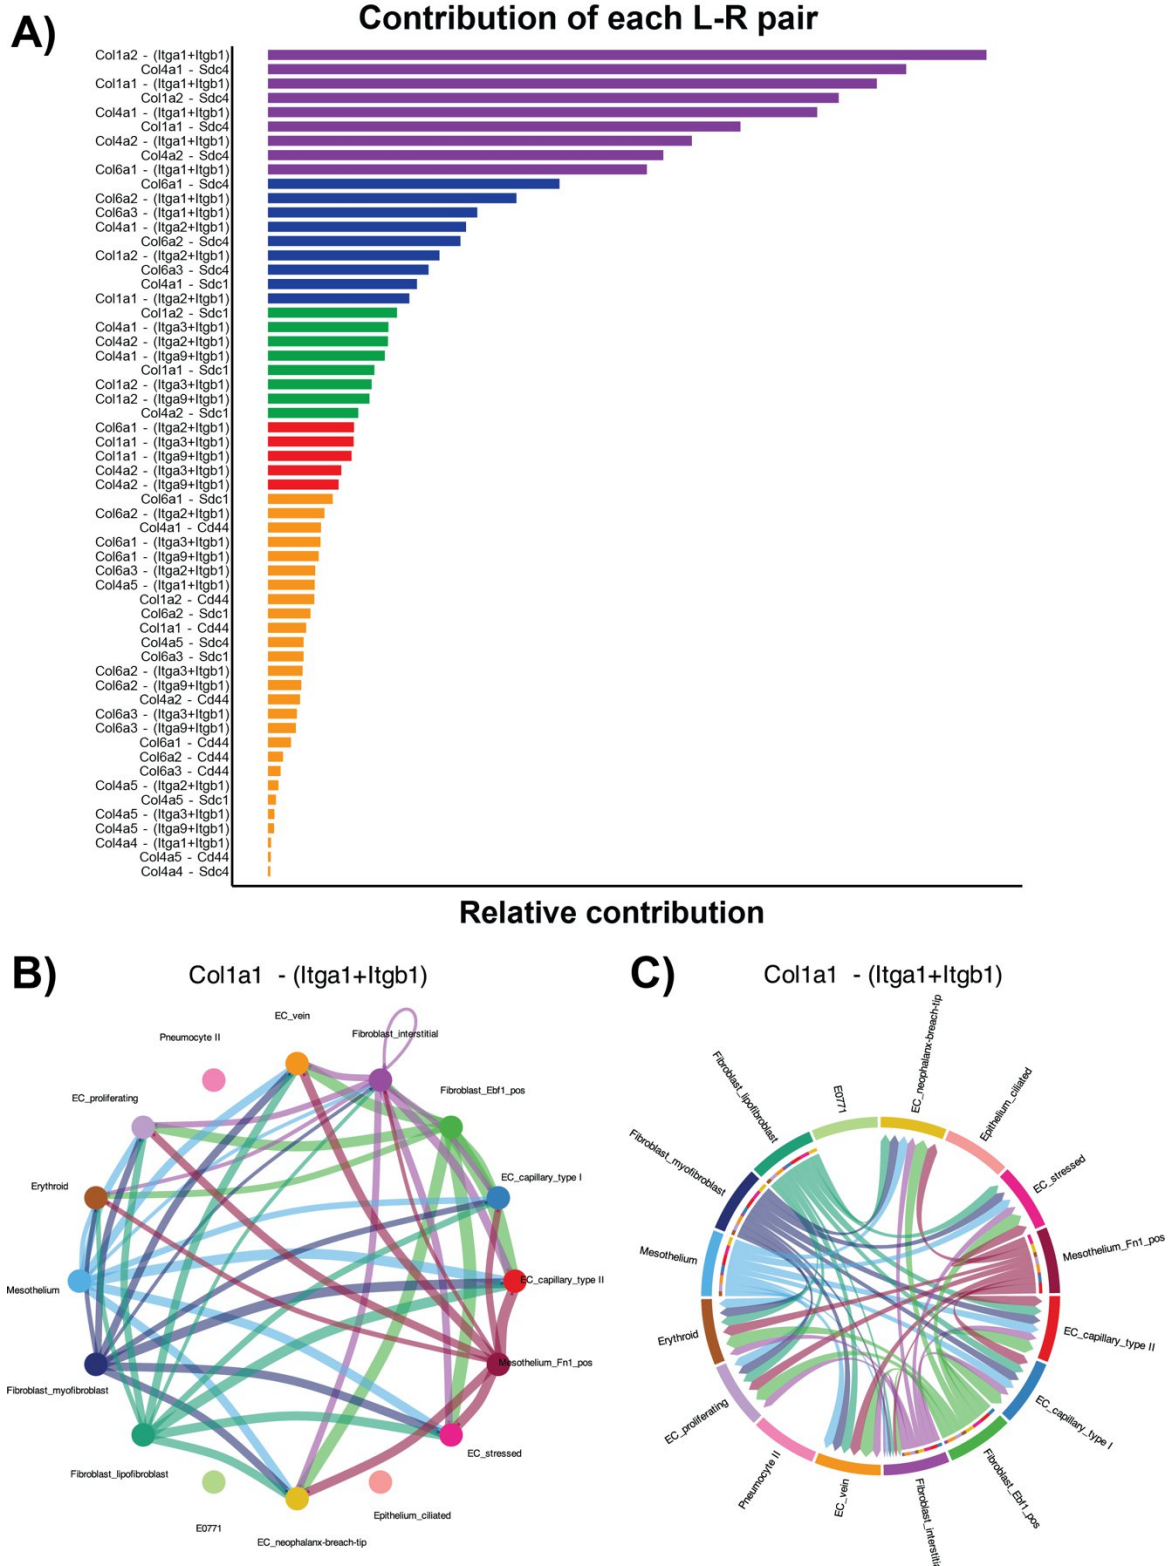 A)
Contribution of each L-R pair
Col1a2 - (Itga1+Itgb1)
Col4a1 - Sdc4
Col1a1 - (Itga1+Itgb1)
Col1a2 - Sdc4
Col4a1 - (Itga1+Itgb1)
Col1a1 - Sdc4
Col4a2 - (Itga1+Itgb1)
Col4a2 - Sdc4
Col6a1 - (Itga1+Itgb1)
Col6a1 - Sdc4
Col6a2 - (Itga1+Itgb1)
Col6a3 - (Itga1+Itgb1)
Col4a1 - (Itga2+Itgb1)
Col6a2 - Sdc4
Col1a2 - (Itga2+Itgb1)
Col6a3 - Sdc4
Col4a1 - Sdc1
Col1a1 - (Itga2+Itgb1)
Col1a2 - Sdc1
Col4a1 - (Itga3+Itgb1)
Col4a2 - (Itga2+Itgb1)
Col4a1 - (Itga9+Itgb1)
Col1a1 - Sdc1
Col1a2 - (Itga3+Itgb1)
Col1a2 - (Itga9+Itgb1)
Col4a2 - Sdc1
Col6a1 - (Itga2+Itgb1)
Col1a1 - (Itga3+Itgb1)
Col1a1 - (Itga9+Itgb1)
Col4a2 - (Itga3+Itgb1)
Col4a2 - (Itga9+Itgb1)
Col6a1 - Sdc1
Col6a2 - (Itga2+Itgb1)
Col4a1 - Cd44
Col6a1 - (Itga3+Itgb1)
Col6a1 - (Itga9+Itgb1)
Col6a3 - (Itga2+Itgb1)
Col4a5 - (Itga1+Itgb1)
Col1a2 - Cd44
Col6a2 - Sdc1
Col1a1 - Cd44
Col4a5 - Sdc4
Col6a3 - Sdc1
Col6a2 - (Itga3+Itgb1)
Col6a2 - (Itga9+Itgb1)
Col4a2 - Cd44
Col6a3 - (Itga3+Itgb1)
Col6a3 - (Itga9+Itgb1)
Col6a1 - Cd44
Col6a2 - Cd44
Col6a3 - Cd44
Col4a5 - (Itga2+Itgb1)
Col4a5 - Sdc1
Col4a5 - (Itga3+Itgb1)
Col4a5 - (Itga9+Itgb1)
Col4a4 - (Itga1+Itgb1)
Col4a5 - Cd44
Col4a4 - Sdc4
Relative contribution
B)
Col1a1 - (Itga1+Itgb1)
EC_vein
Fibroblast_interstitial
Pneumocyte II
Fibroblast_Ebf1_pos
EC_proliferating
EC_capillary_type I
Erythroid
EC_capillary_type II
Mesothelium
Mesothelium_Fn1_pos
Fibroblast_myofibroblast
EC_stressed
Fibroblast_lipofibroblast
Epithelium_ciliated
E0771
EC_neophalanx-breach-tip
C)
Col1a1 - (Itga1+Itgb1)
EC_neophalanx-breach-tip
E0771
Epithelium_ciliated
Fibroblast_lipofibroblast
EC_stressed
Fibroblast_myofibroblast
Mesothelium_Fn1_pos
Mesothelium
EC_capillary_type II
Erythroid
EC_capillary_type I
EC_proliferating
Fibroblast_Ebf1_pos
Pneumocyte II
EC_vein
Fibroblast_interstitia